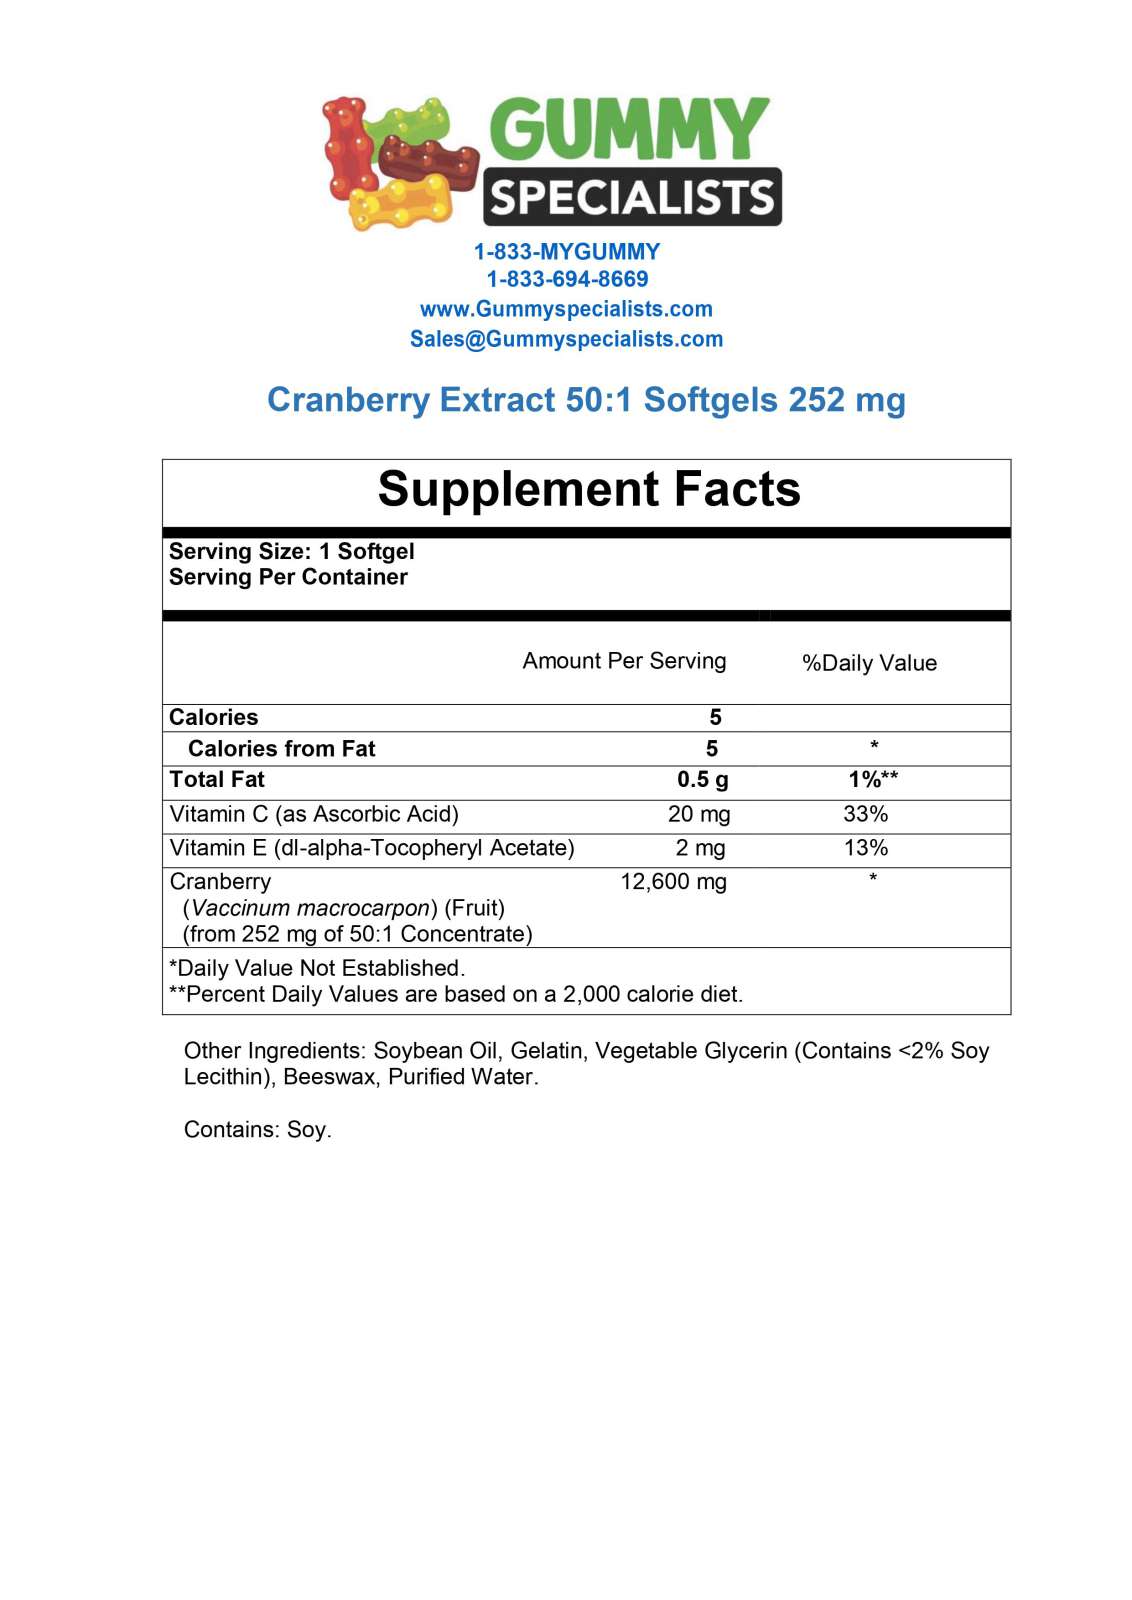 GUMMY
SPECIALISTS
1-833-MYGUMMY
1-833-694-8669
www.Gummyspecialists.com
Sales@Gummyspecialists.com
Cranberry Extract 50:1 Softgels 252 mg
Supplement Facts
Serving Size: 1 Softgel
Serving Per Container
Amount Per Serving %Daily Value
Calories 5
Calories from Fat 5 *
Total Fat 0.5 g 1%**
Vitamin C (as Ascorbic Acid) 20 mg 33%
Vitamin E (dl-alpha-Tocopheryl Acetate) 2 mg 13%
Cranberry 12,600 mg *
(Vaccinum macrocarpon) (Fruit)
(from 252 mg of 50:1 Concentrate)
*Daily Value Not Established.
**Percent Daily Values are based on a 2,000 calorie diet.
Other Ingredients: Soybean Oil, Gelatin, Vegetable Glycerin (Contains <2% Soy
Lecithin), Beeswax, Purified Water.
Contains: Soy.